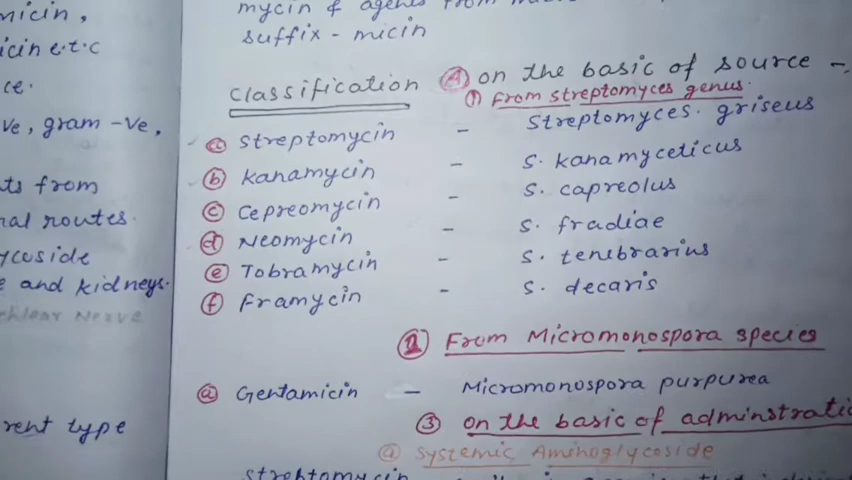 micin,
icin e.t.c
ce.
ve, gram -ve,
ts from
nal routes.
ycoside
e and kidneys.
rent type
mycin & agents from
suffix - micin
Classification Ⓐ on the basic of source -
① From streptomyces genus.
ⓐ streptomycin - streptomyces. griseus
ⓑ kanamycin - s. kanamyceticus
ⓒ cepreomycin - s. capreolus
ⓓ Neomycin - s. fradiae
ⓔ Tobramycin - s. tenebrarius
ⓕ Framycin - s. decaris
② From Micromonospora species
ⓐ Gentamicin - Micromonospora purpurea
③ on the basic of adminstratio
ⓐ systemic Aminoglycoside
streptomycin